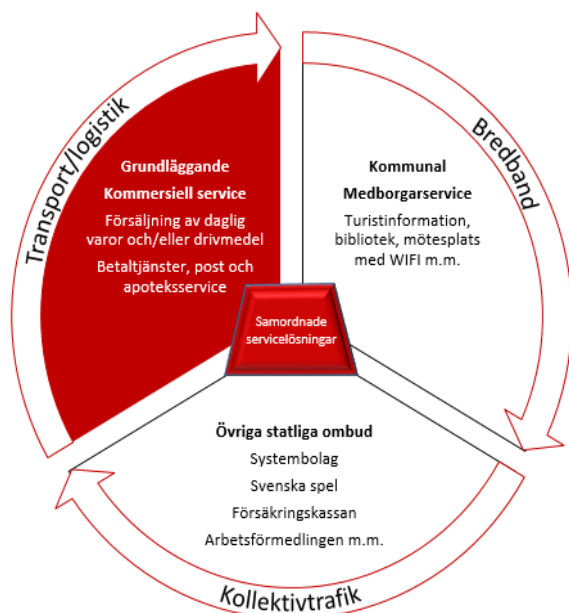 Transport/logistik
Grundläggande
Kommersiell service
Försäljning av daglig
varor och/eller drivmedel
Betaltjänster, post och
apoteksservice
Bredband
Kommunal
Medborgarservice
Turistinformation,
bibliotek, mötesplats
med WIFI m.m.
Samordnade
servicelösningar
Övriga statliga ombud
Systembolag
Svenska spel
Försäkringskassan
Arbetsförmedlingen m.m.
Kollektivtrafik